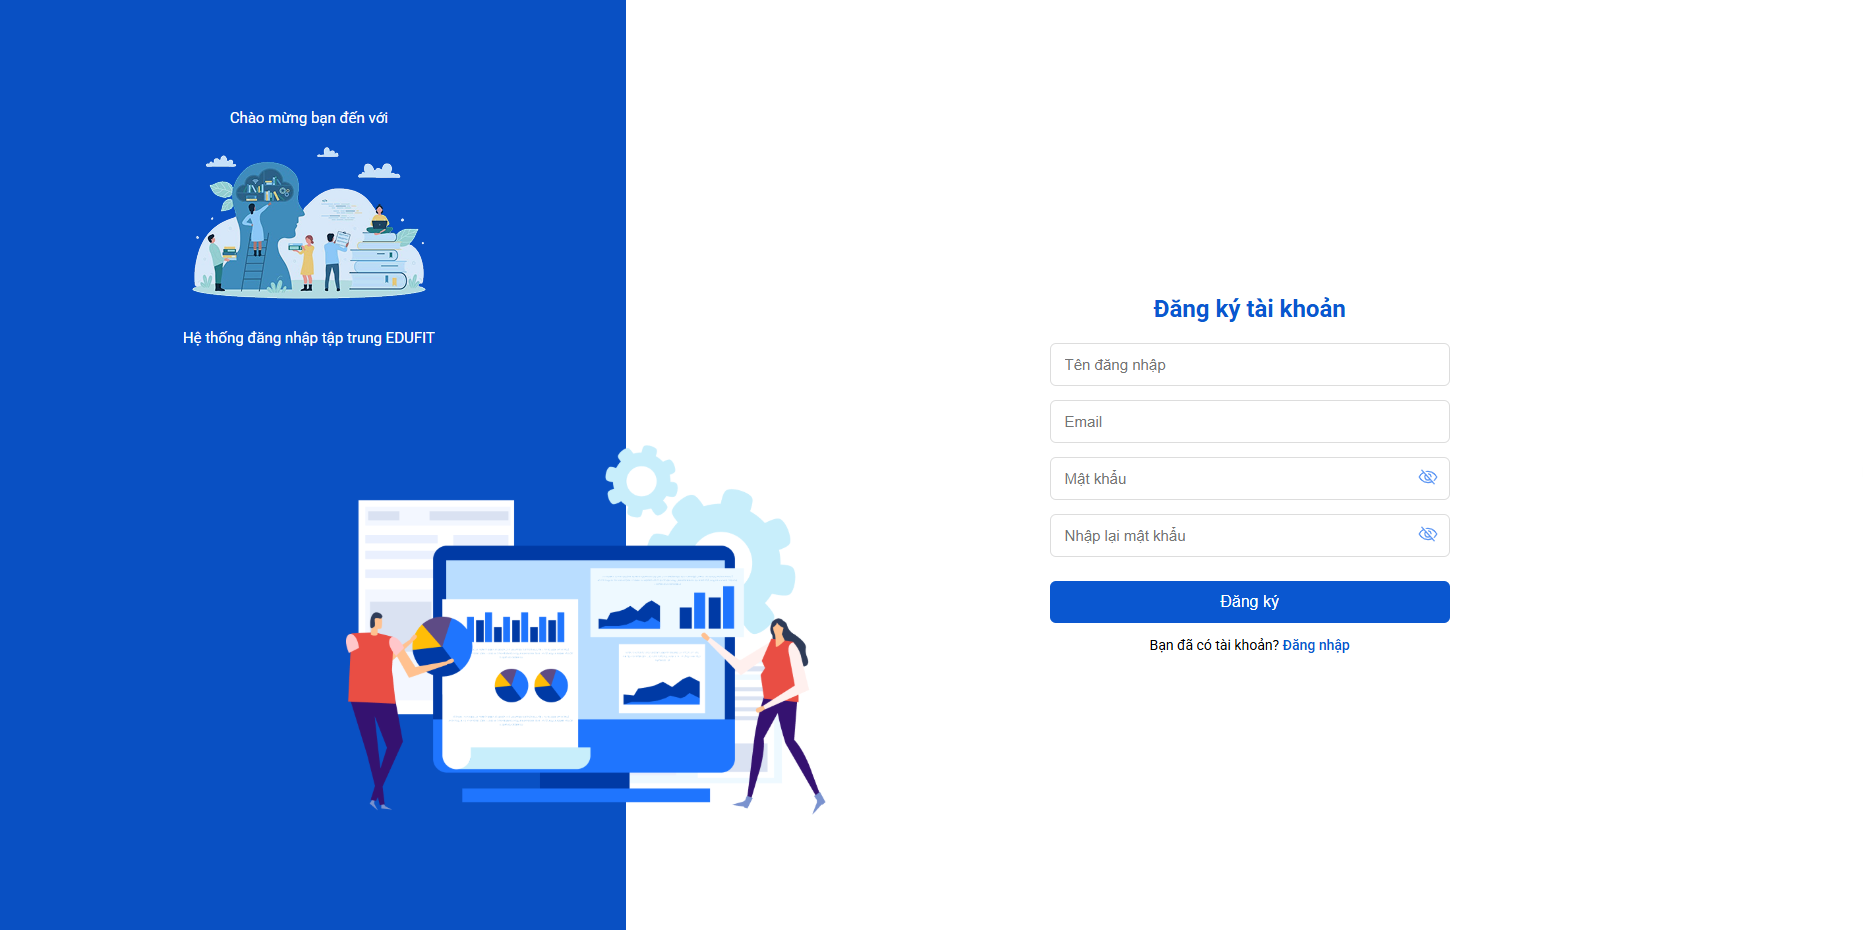 Chào mừng bạn đến với
Hệ thống đăng nhập tập trung EDUFIT
Đăng ký tài khoản
Tên đăng nhập
Email
Mật khẩu
Nhập lại mật khẩu
Đăng ký
Bạn đã có tài khoản? Đăng nhập